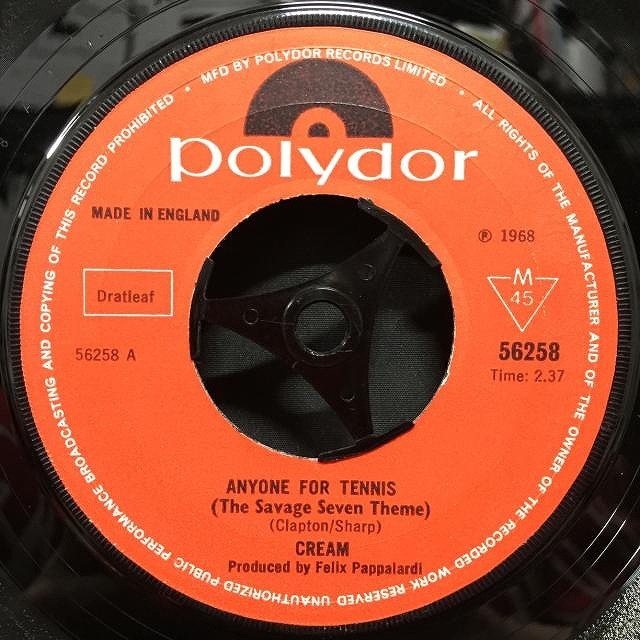 MFD BY POLYDOR RECORDS LIMITED • ALL RIGHTS OF THE MANUFACTURER AND OF THE OWNER OF THE RECORDED WORK RESERVED UNAUTHORIZED PUBLIC PERFORMANCE BROADCASTING AND COPYING OF THIS RECORD PROHIBITED •
polydor
MADE IN ENGLAND
℗ 1968
Dratleaf
M
45
56258 A
56258
Time: 2.37
ANYONE FOR TENNIS
(The Savage Seven Theme)
(Clapton/Sharp)
CREAM
Produced by Felix Pappalardi